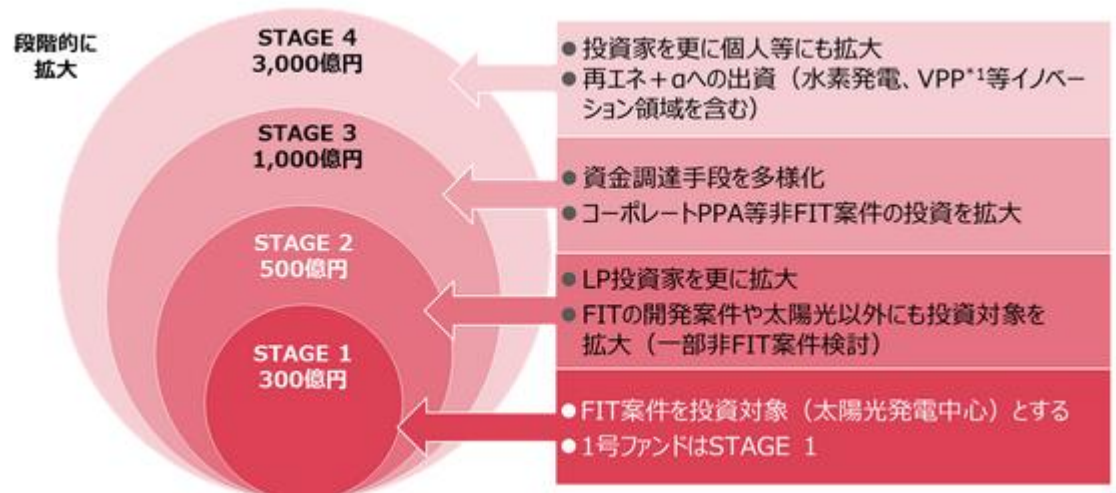 段階的に
拡大
STAGE 4
3,000億円
● 投資家を更に個人等にも拡大
● 再エネ+αへの出資（水素発電、VPP*1等イノベー
ション領域を含む）
STAGE 3
1,000億円
● 資金調達手段を多様化
● コーポレートPPA等非FIT案件の投資を拡大
STAGE 2
500億円
● LP投資家を更に拡大
● FITの開発案件や太陽光以外にも投資対象を
拡大（一部非FIT案件検討）
STAGE 1
300億円
● FIT案件を投資対象（太陽光発電中心）とする
● 1号ファンドはSTAGE 1